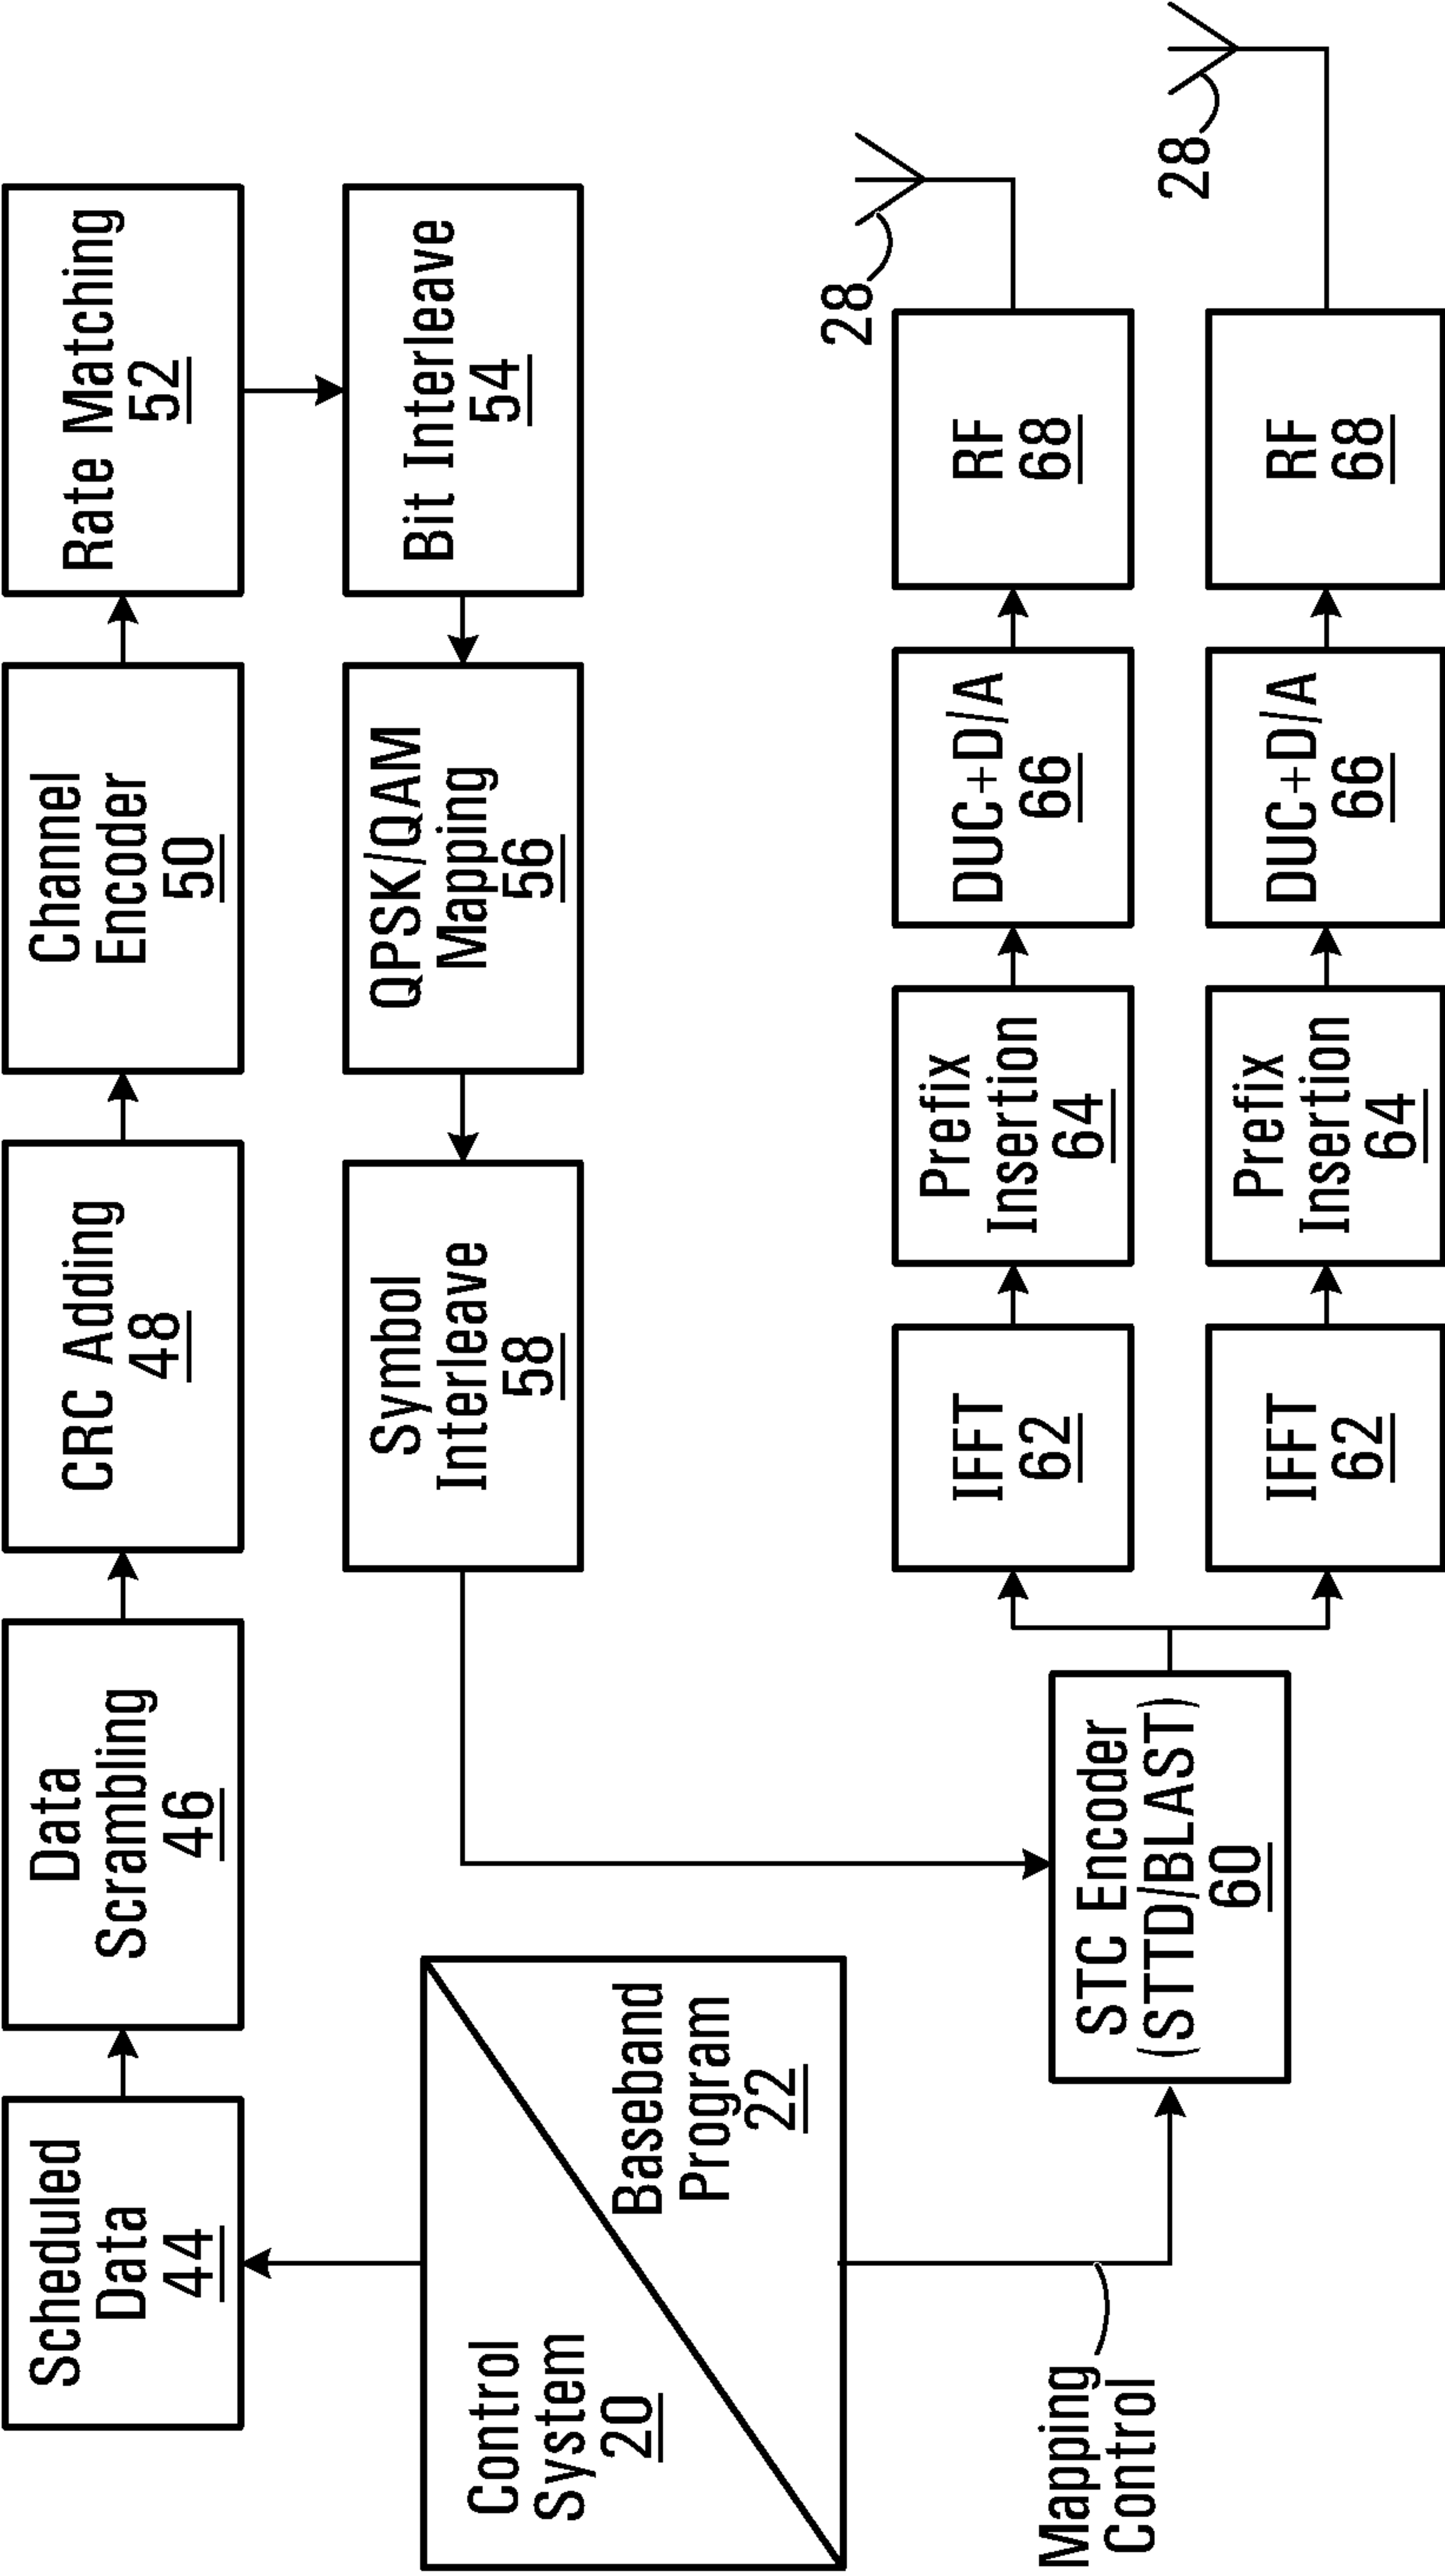 Scheduled
Data
44
Data
Scrambling
46
CRC Adding
48
Channel
Encoder
50
Rate Matching
52
Bit Interleave
54
QPSK/QAM
Mapping
56
Symbol
Interleave
58
Control
System
20
Baseband
Program
22
Mapping
Control
STC Encoder
(STTD/BLAST)
60
IFFT
62
Prefix
Insertion
64
DUC+D/A
66
RF
68
28
IFFT
62
Prefix
Insertion
64
DUC+D/A
66
RF
68
28